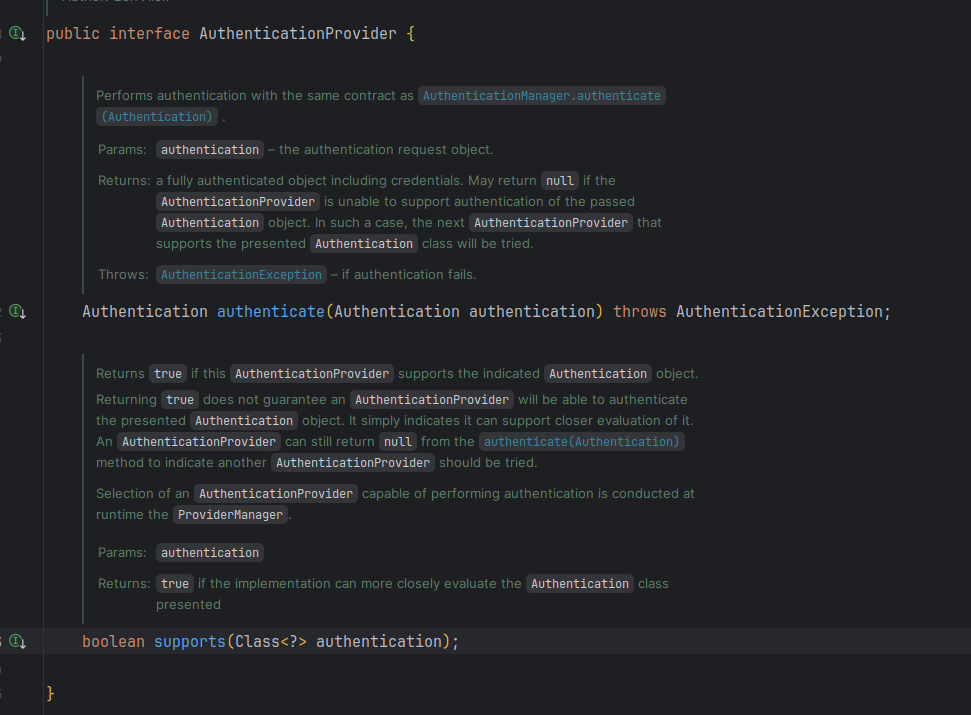 public interface AuthenticationProvider {
Performs authentication with the same contract as AuthenticationManager.authenticate
(Authentication) .
Params: authentication – the authentication request object.
Returns: a fully authenticated object including credentials. May return null if the
AuthenticationProvider is unable to support authentication of the passed
Authentication object. In such a case, the next AuthenticationProvider that
supports the presented Authentication class will be tried.
Throws: AuthenticationException – if authentication fails.
Authentication authenticate(Authentication authentication) throws AuthenticationException;
Returns true if this AuthenticationProvider supports the indicated Authentication object.
Returning true does not guarantee an AuthenticationProvider will be able to authenticate
the presented Authentication object. It simply indicates it can support closer evaluation of it.
An AuthenticationProvider can still return null from the authenticate(Authentication)
method to indicate another AuthenticationProvider should be tried.
Selection of an AuthenticationProvider capable of performing authentication is conducted at
runtime the ProviderManager.
Params: authentication
Returns: true if the implementation can more closely evaluate the Authentication class
presented
boolean supports(Class<?> authentication);
}